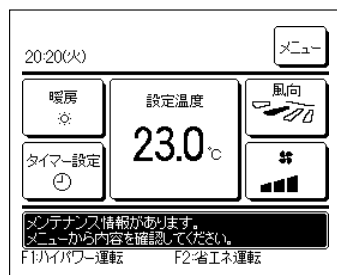 20:20(火)
メニュー
暖房
設定温度
風向
23.0℃
タイマー設定
メンテナンス情報があります。
メニューから内容を確認してください。
F1:ハイパワー運転 F2:省エネ運転